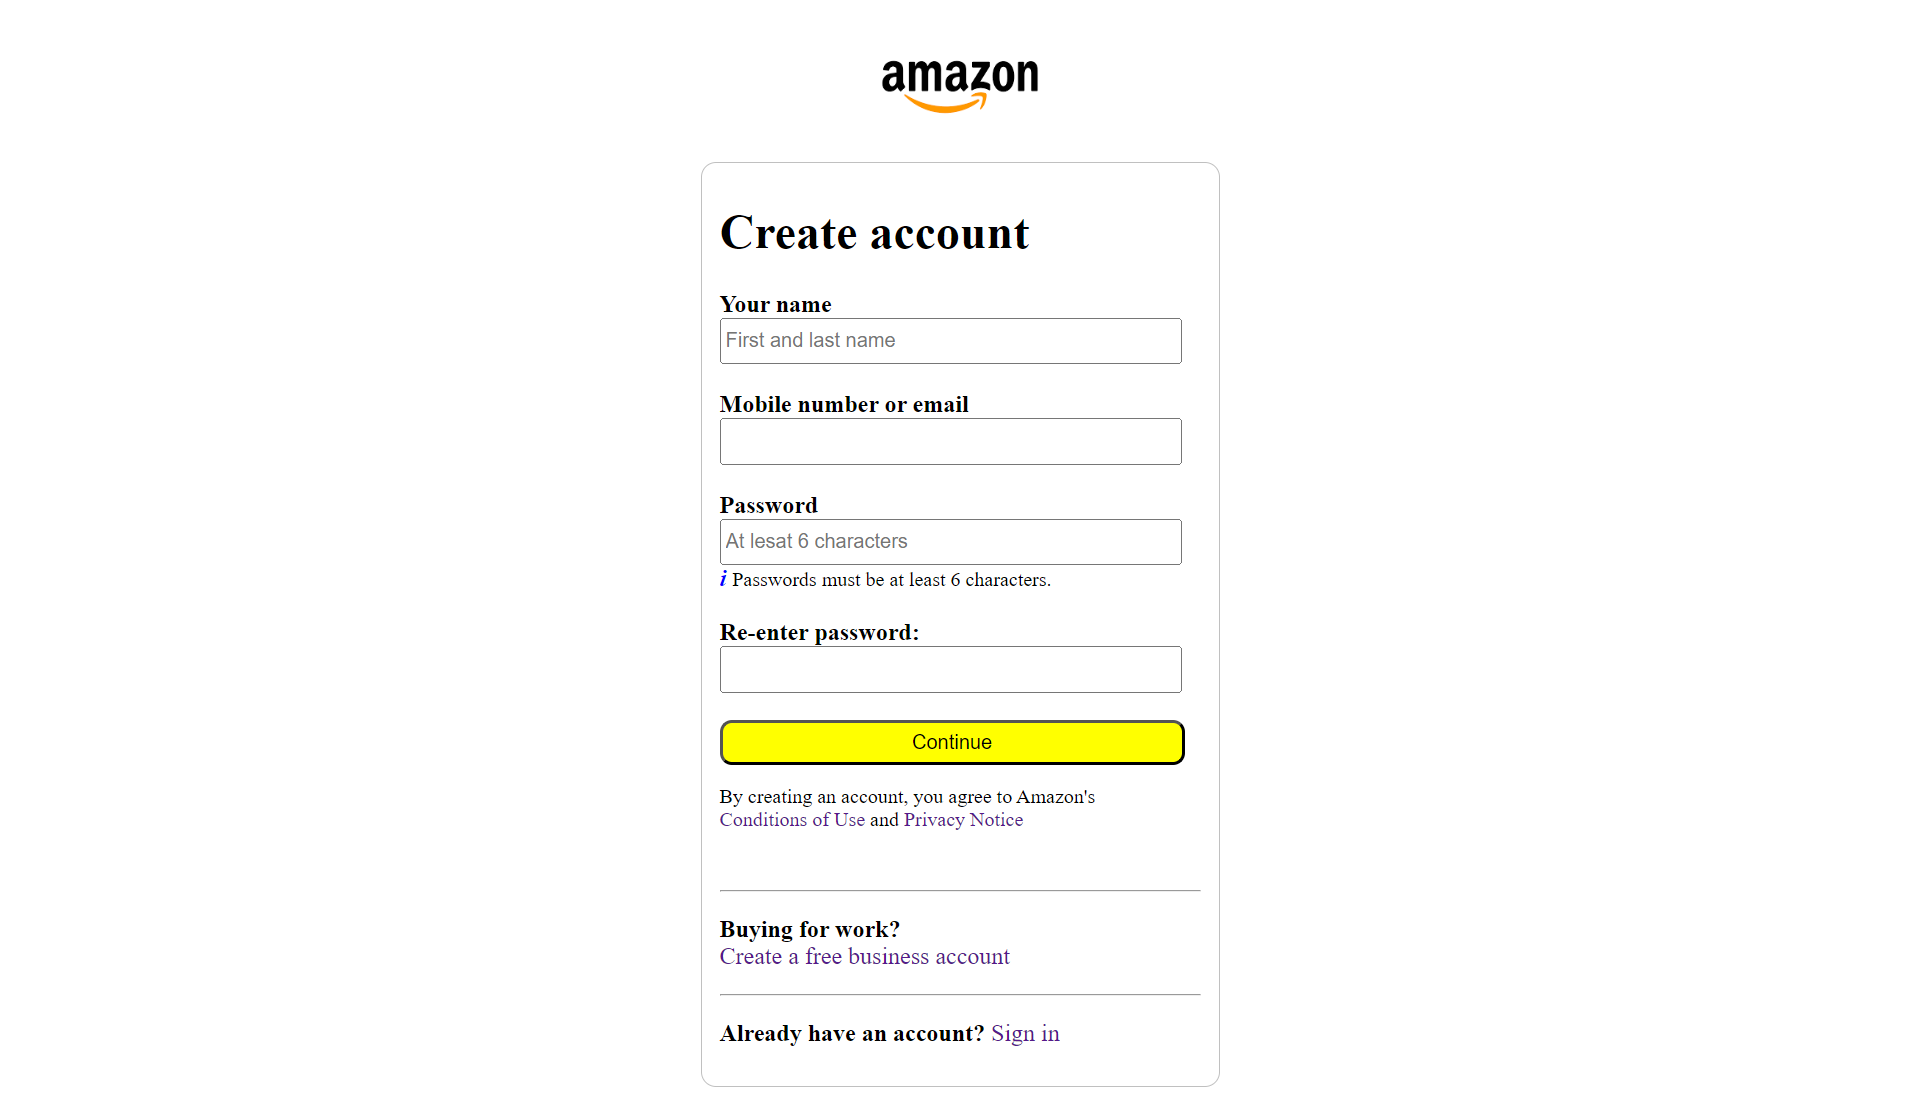 amazon
Create account
Your name
First and last name
Mobile number or email
Password
At lesat 6 characters
i Passwords must be at least 6 characters.
Re-enter password:
Continue
By creating an account, you agree to Amazon's
Conditions of Use and Privacy Notice
Buying for work?
Create a free business account
Already have an account? Sign in